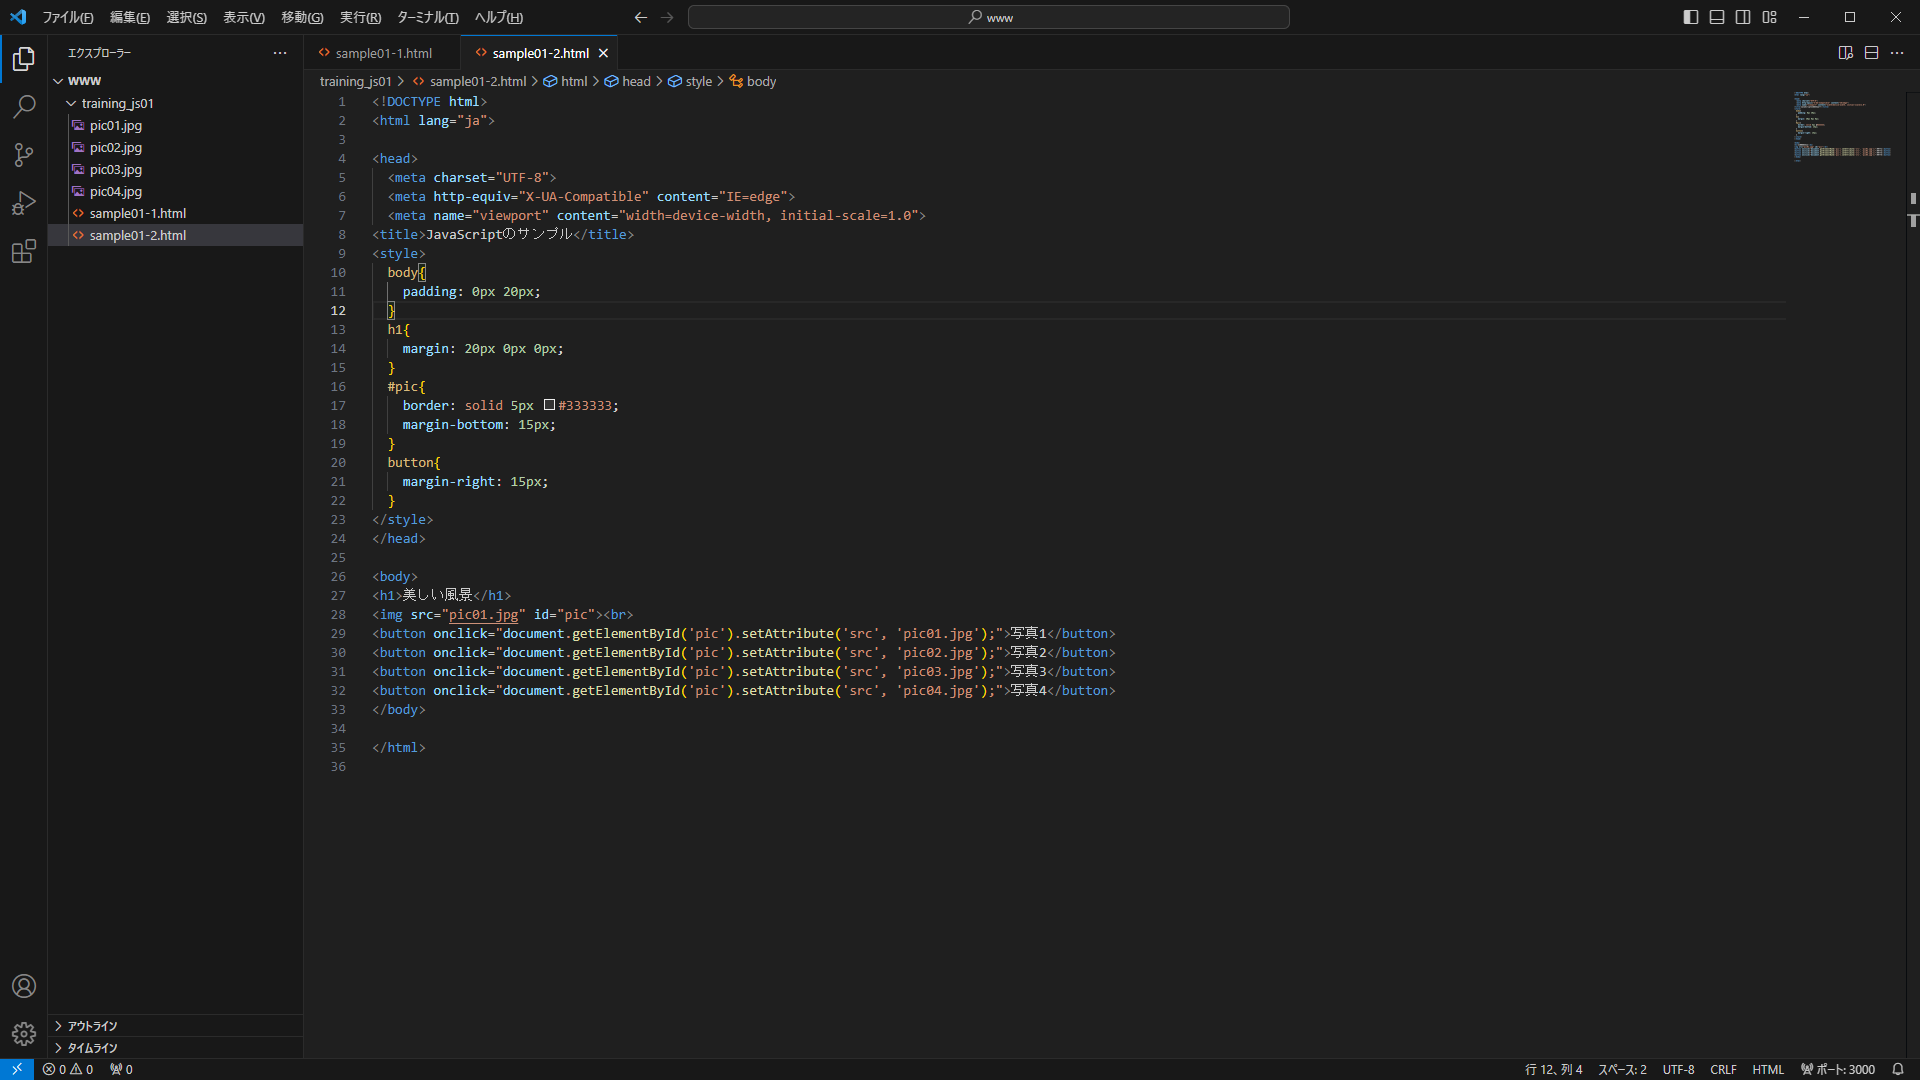 ファイル(F) 編集(E) 選択(S) 表示(V) 移動(G) 実行(R) ターミナル(T) ヘルプ(H)
www
エクスプローラー
WWW
training_js01
pic01.jpg
pic02.jpg
pic03.jpg
pic04.jpg
sample01-1.html
sample01-2.html
アウトライン
タイムライン
sample01-1.html
sample01-2.html
training_js01 > sample01-2.html > html > head > style > body
1 <!DOCTYPE html>
2 <html lang="ja">
3
4 <head>
5   <meta charset="UTF-8">
6   <meta http-equiv="X-UA-Compatible" content="IE=edge">
7   <meta name="viewport" content="width=device-width, initial-scale=1.0">
8 <title>JavaScriptのサンプル</title>
9 <style>
10   body{
11     padding: 0px 20px;
12   }
13   h1{
14     margin: 20px 0px 0px;
15   }
16   #pic{
17     border: solid 5px #333333;
18     margin-bottom: 15px;
19   }
20   button{
21     margin-right: 15px;
22   }
23 </style>
24 </head>
25
26 <body>
27 <h1>美しい風景</h1>
28 <img src="pic01.jpg" id="pic"><br>
29 <button onclick="document.getElementById('pic').setAttribute('src', 'pic01.jpg');">写真1</button>
30 <button onclick="document.getElementById('pic').setAttribute('src', 'pic02.jpg');">写真2</button>
31 <button onclick="document.getElementById('pic').setAttribute('src', 'pic03.jpg');">写真3</button>
32 <button onclick="document.getElementById('pic').setAttribute('src', 'pic04.jpg');">写真4</button>
33 </body>
34
35 </html>
36
0 0 0
行 12、列 4 スペース: 2 UTF-8 CRLF HTML ポート: 3000